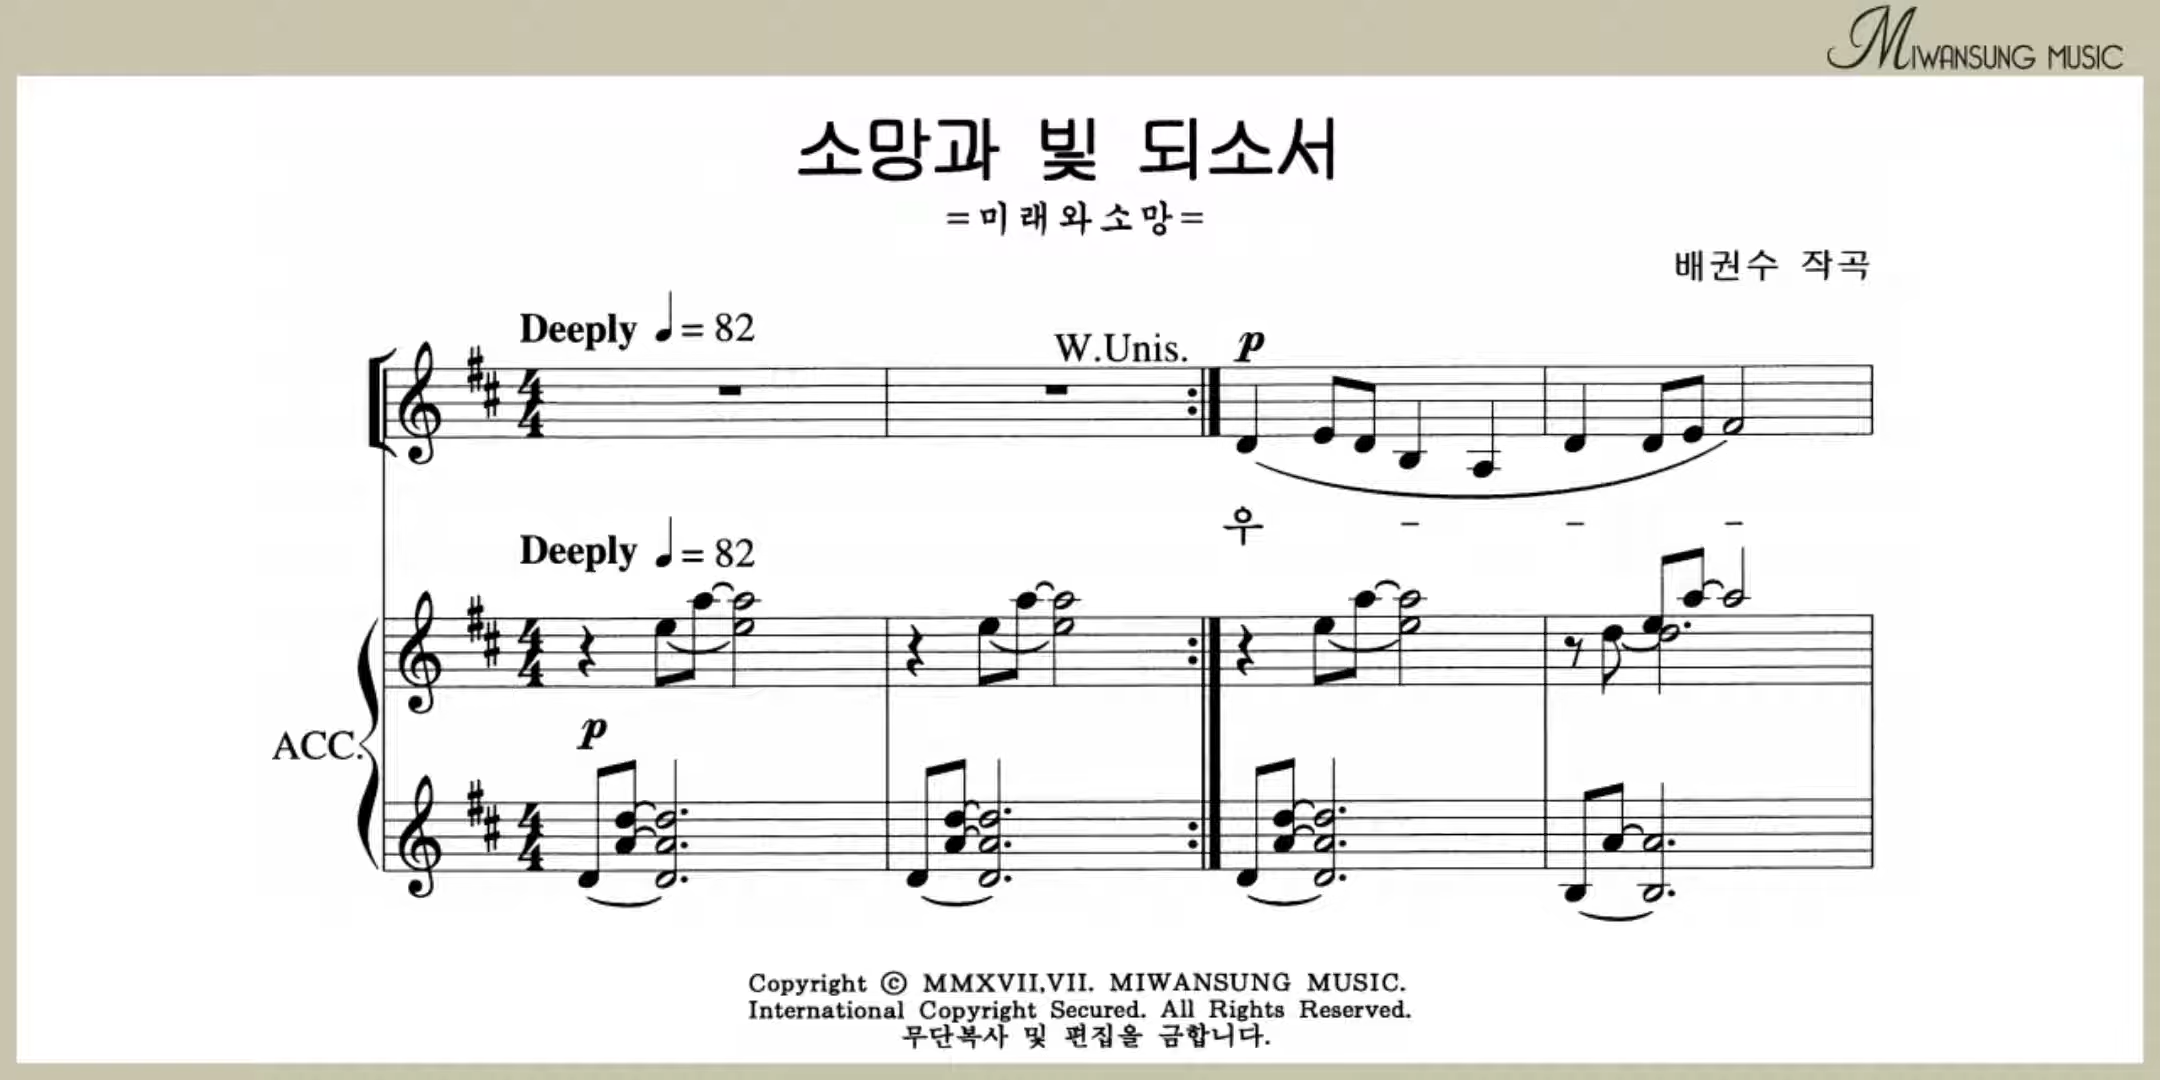 MIWANSUNG MUSIC
소망과 빛 되소서
=미래와소망=
배권수 작곡
Deeply ♩= 82
W.Unis.
p
우 - - -
Deeply ♩= 82
p
ACC.
Copyright © MMXVII,VII. MIWANSUNG MUSIC.
International Copyright Secured. All Rights Reserved.
무단복사 및 편집을 금합니다.